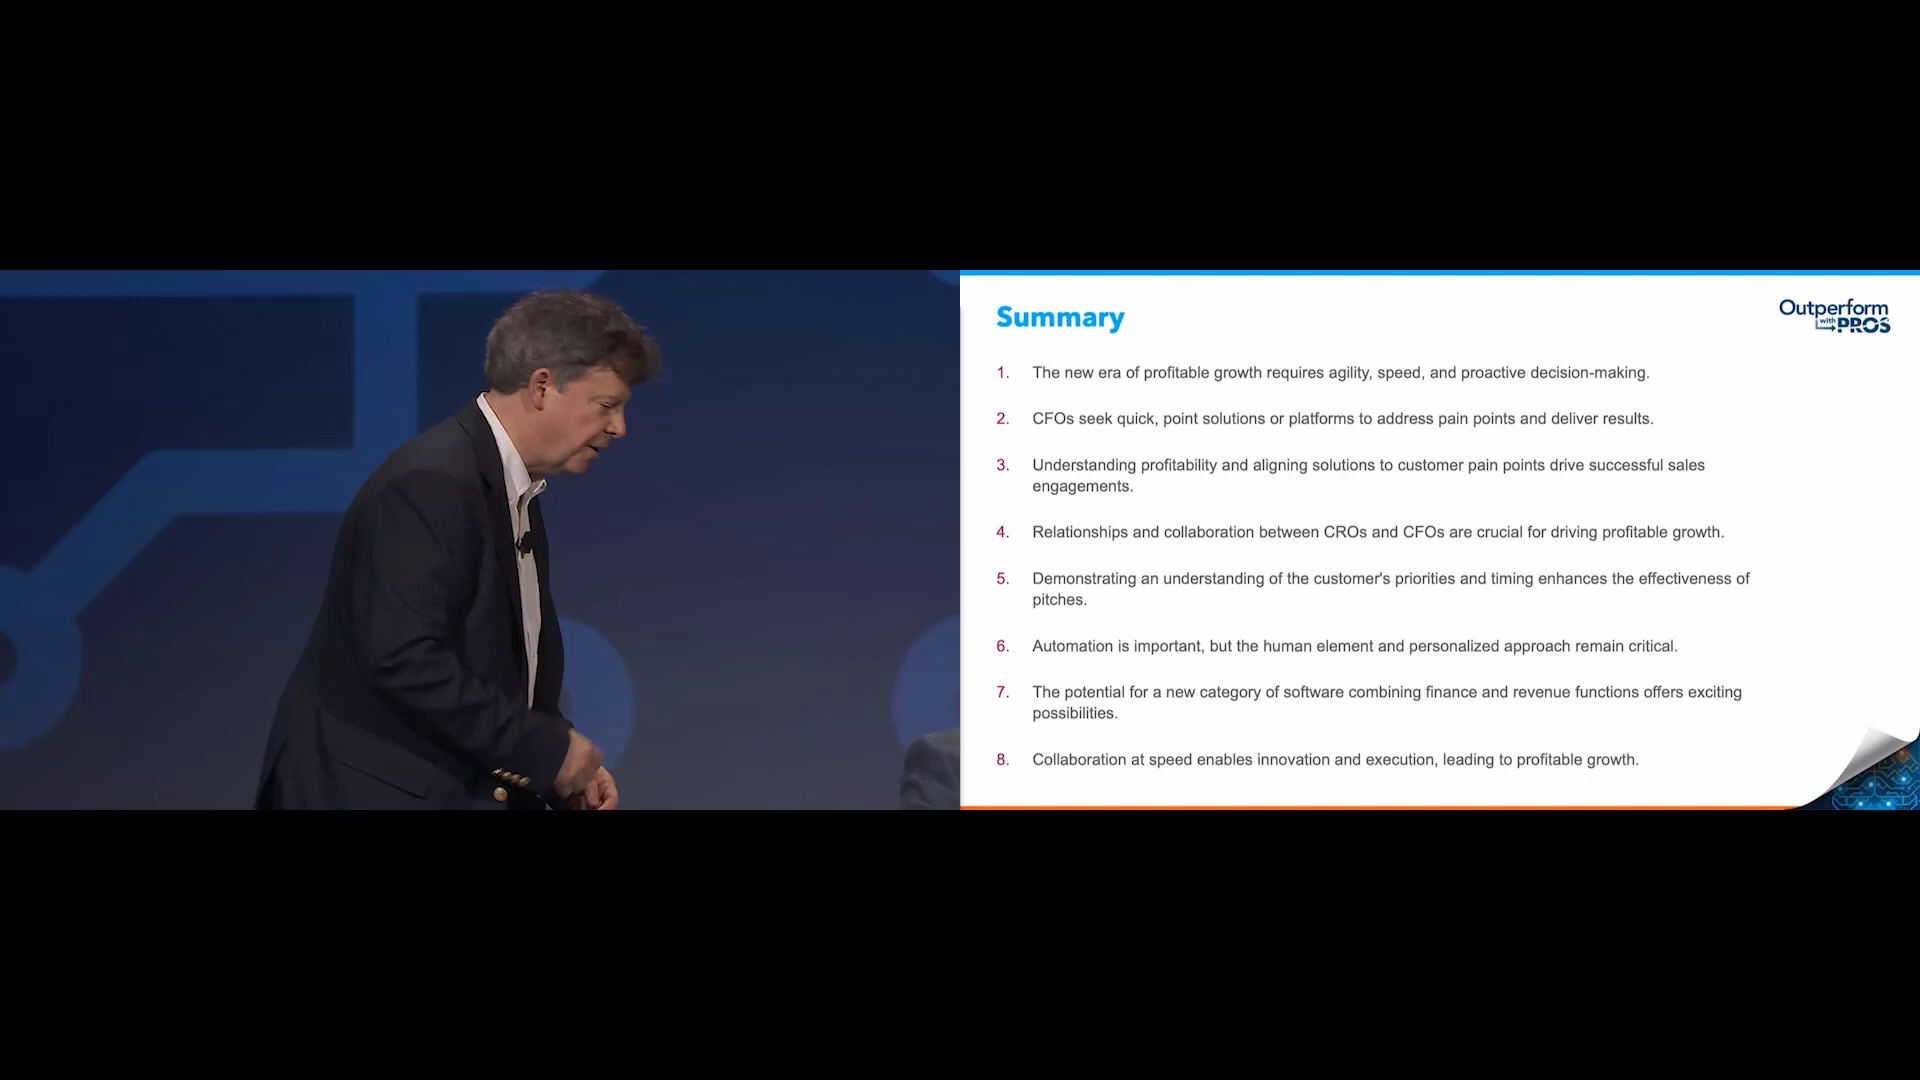 Summary
Outperform
with PROS
1. The new era of profitable growth requires agility, speed, and proactive decision-making.
2. CFOs seek quick, point solutions or platforms to address pain points and deliver results.
3. Understanding profitability and aligning solutions to customer pain points drive successful sales
engagements.
4. Relationships and collaboration between CROs and CFOs are crucial for driving profitable growth.
5. Demonstrating an understanding of the customer's priorities and timing enhances the effectiveness of
pitches.
6. Automation is important, but the human element and personalized approach remain critical.
7. The potential for a new category of software combining finance and revenue functions offers exciting
possibilities.
8. Collaboration at speed enables innovation and execution, leading to profitable growth.